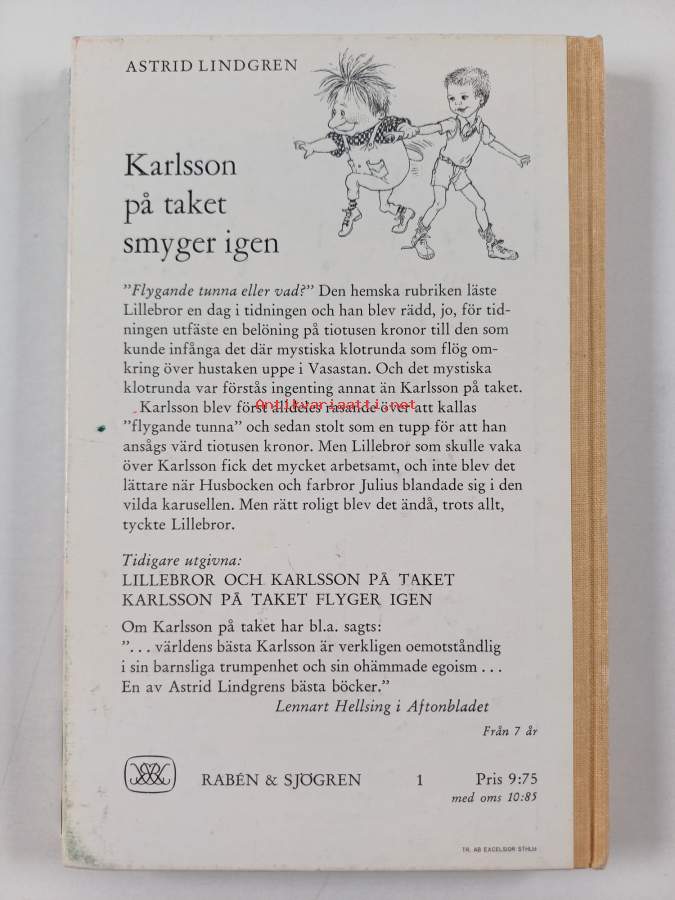 ASTRID LINDGREN
Karlsson
på taket
smyger igen
”Flygande tunna eller vad?” Den hemska rubriken läste
Lillebror en dag i tidningen och han blev rädd, jo, för tid-
ningen utfäste en belöning på tiotusen kronor till den som
kunde infånga det där mystiska klotrunda som flög om-
kring över hustaken uppe i Vasastan. Och det mystiska
klotrunda var förstås ingenting annat än Karlsson på taket.
Karlsson blev först alldeles rasande över att kallas
Antikvariaatti.net
”flygande tunna” och sedan stolt som en tupp för att han
ansågs värd tiotusen kronor. Men Lillebror som skulle vaka
över Karlsson fick det mycket arbetsamt, och inte blev det
lättare när Husbocken och farbror Julius blandade sig i den
vilda karusellen. Men rätt roligt blev det ändå, trots allt,
tyckte Lillebror.
Tidigare utgivna:
LILLEBROR OCH KARLSSON PÅ TAKET
KARLSSON PÅ TAKET FLYGER IGEN
Om Karlsson på taket har bl.a. sagts:
”... världens bästa Karlsson är verkligen oemotståndlig
i sin barnsliga trumpenhet och sin ohämmade egoism ...
En av Astrid Lindgrens bästa böcker.”
Lennart Hellsing i Aftonbladet
Från 7 år
RABÉN & SJÖGREN 1 Pris 9:75
med oms 10:85
TR. AB EXCELSIOR STHLM